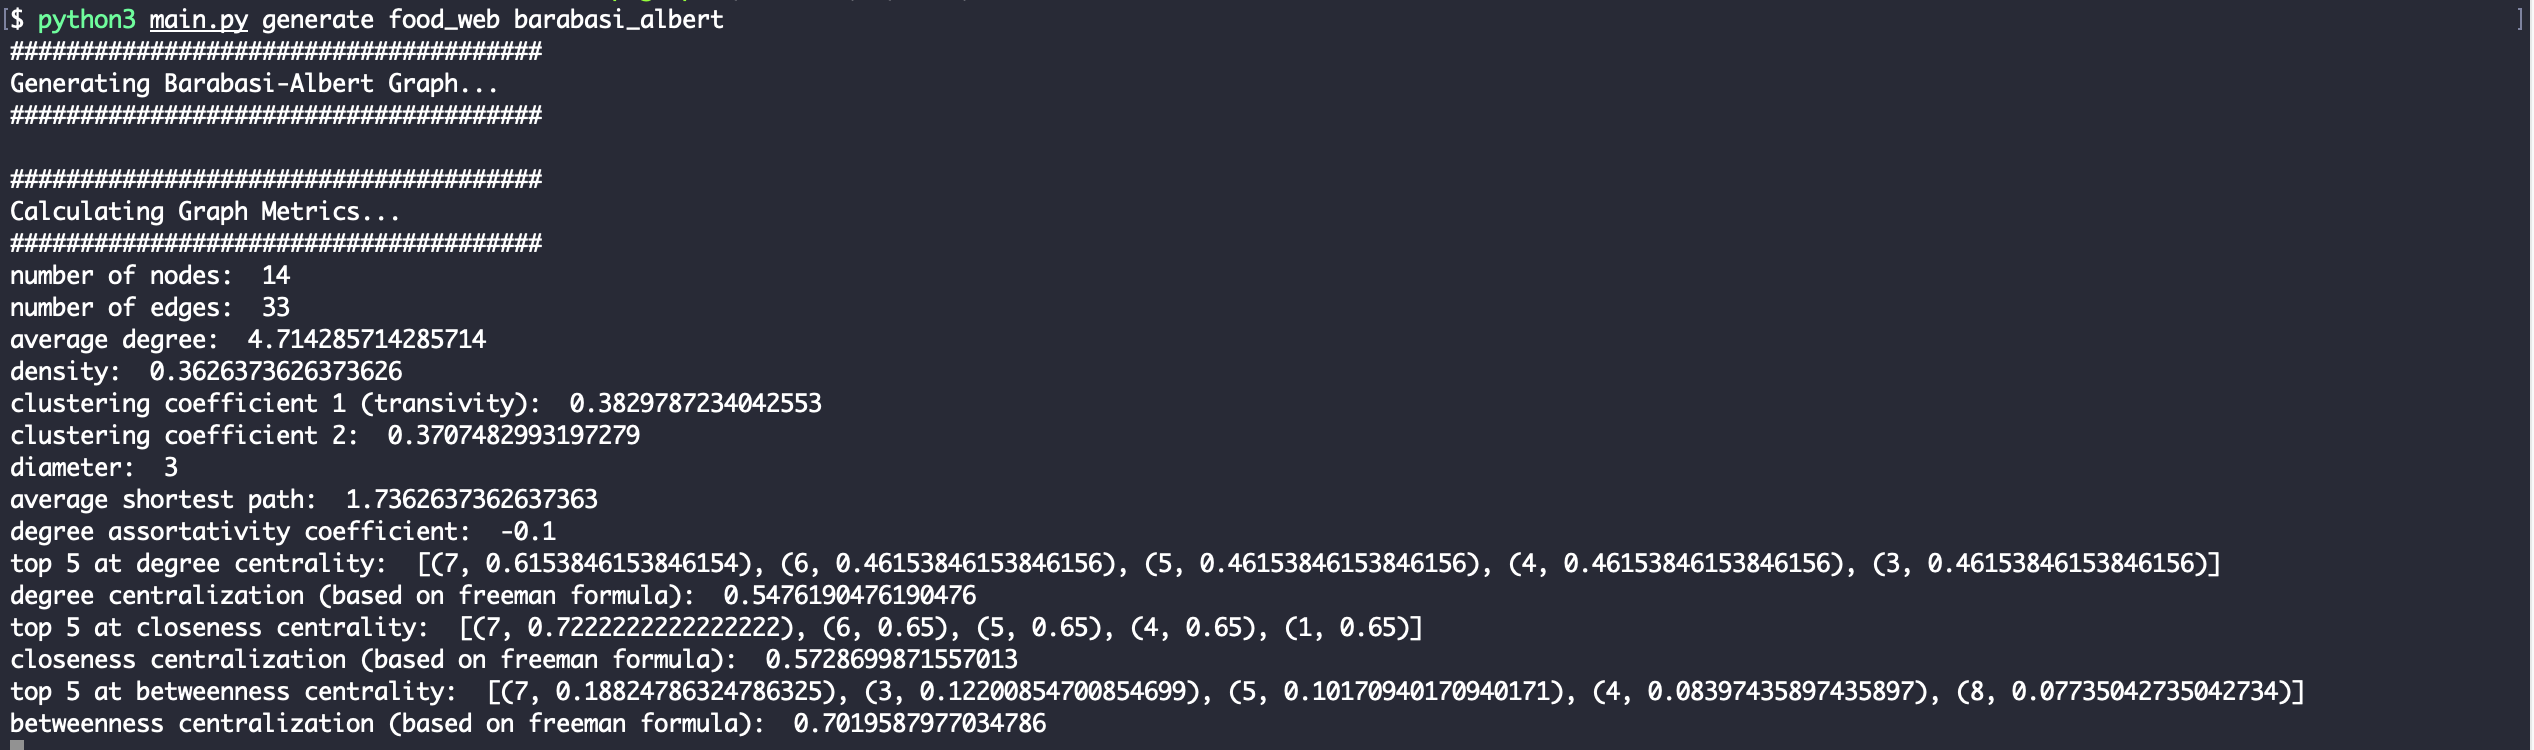 [$ python3 main.py generate food_web barabasi_albert ]
######################################
Generating Barabasi-Albert Graph...
######################################
######################################
Calculating Graph Metrics...
######################################
number of nodes:  14
number of edges:  33
average degree:  4.714285714285714
density:  0.3626373626373626
clustering coefficient 1 (transivity):  0.3829787234042553
clustering coefficient 2:  0.3707482993197279
diameter:  3
average shortest path:  1.7362637362637363
degree assortativity coefficient:  -0.1
top 5 at degree centrality:  [(7, 0.6153846153846154), (6, 0.46153846153846156), (5, 0.46153846153846156), (4, 0.46153846153846156), (3, 0.46153846153846156)]
degree centralization (based on freeman formula):  0.5476190476190476
top 5 at closeness centrality:  [(7, 0.7222222222222222), (6, 0.65), (5, 0.65), (4, 0.65), (1, 0.65)]
closeness centralization (based on freeman formula):  0.5728699871557013
top 5 at betweenness centrality:  [(7, 0.18824786324786325), (3, 0.12200854700854699), (5, 0.10170940170940171), (4, 0.08397435897435897), (8, 0.07735042735042734)]
betweenness centralization (based on freeman formula):  0.7019587977034786